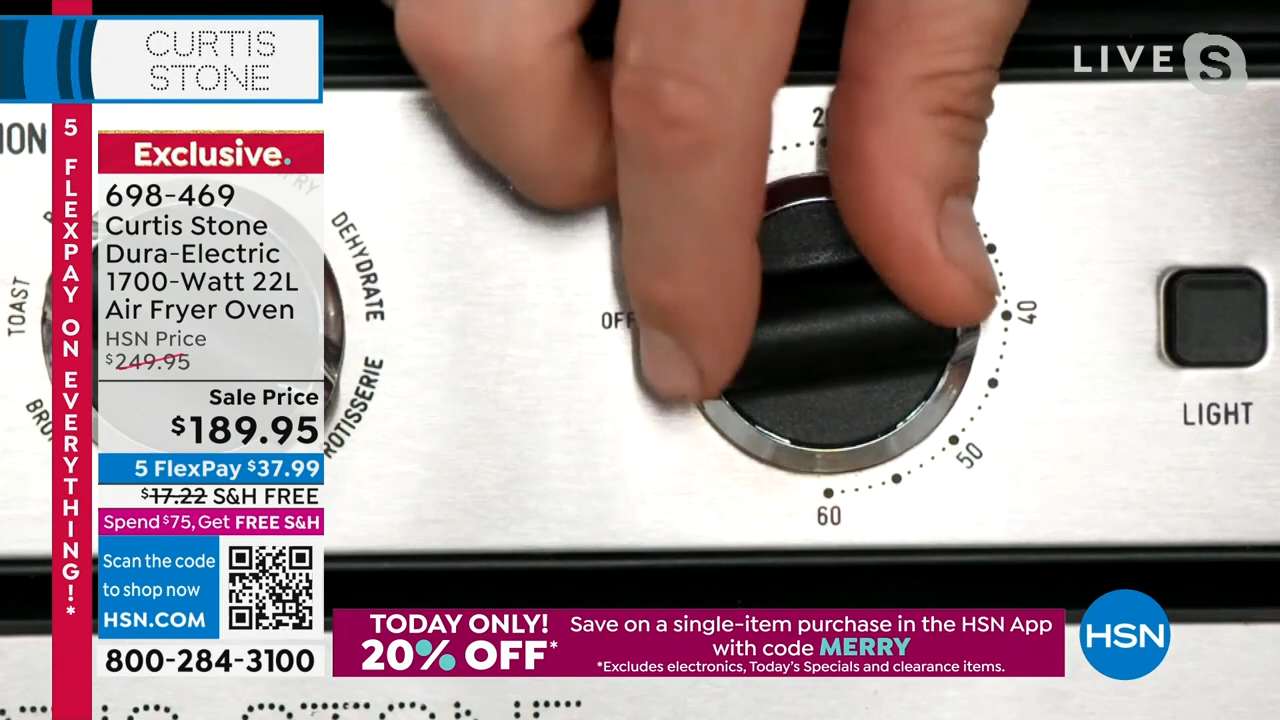 CURTIS
STONE
LIVE S
5 FLEXPAY ON EVERYTHING!*
Exclusive.
698-469
Curtis Stone
Dura-Electric
1700-Watt 22L
Air Fryer Oven
HSN Price
$249.95
Sale Price
$189.95
5 FlexPay $37.99
$17.22 S&H FREE
Spend $75, Get FREE S&H
Scan the code
to shop now
HSN.COM
800-284-3100
TOAST
DEHYDRATE
ROTISSERIE
OFF
40
50
60
LIGHT
TODAY ONLY!
20% OFF*
Save on a single-item purchase in the HSN App
with code MERRY
*Excludes electronics, Today's Specials and clearance items.
HSN